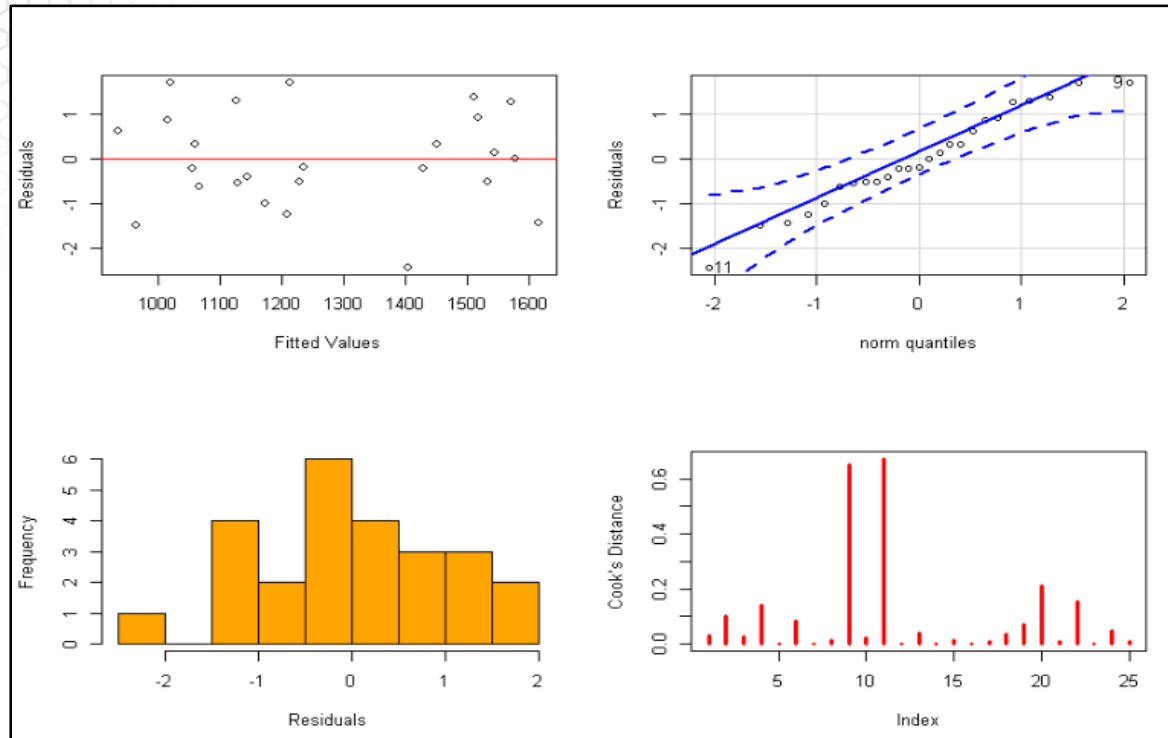 Residuals
1
0
-1
-2
1000 1100 1200 1300 1400 1500 1600
Fitted Values
Residuals
1
0
-1
-2
9
11
-2 -1 0 1 2
norm quantiles
Frequency
6
5
4
3
2
1
0
-2 -1 0 1 2
Residuals
Cook's Distance
0.6
0.2
0.0
5 10 15 20 25
Index